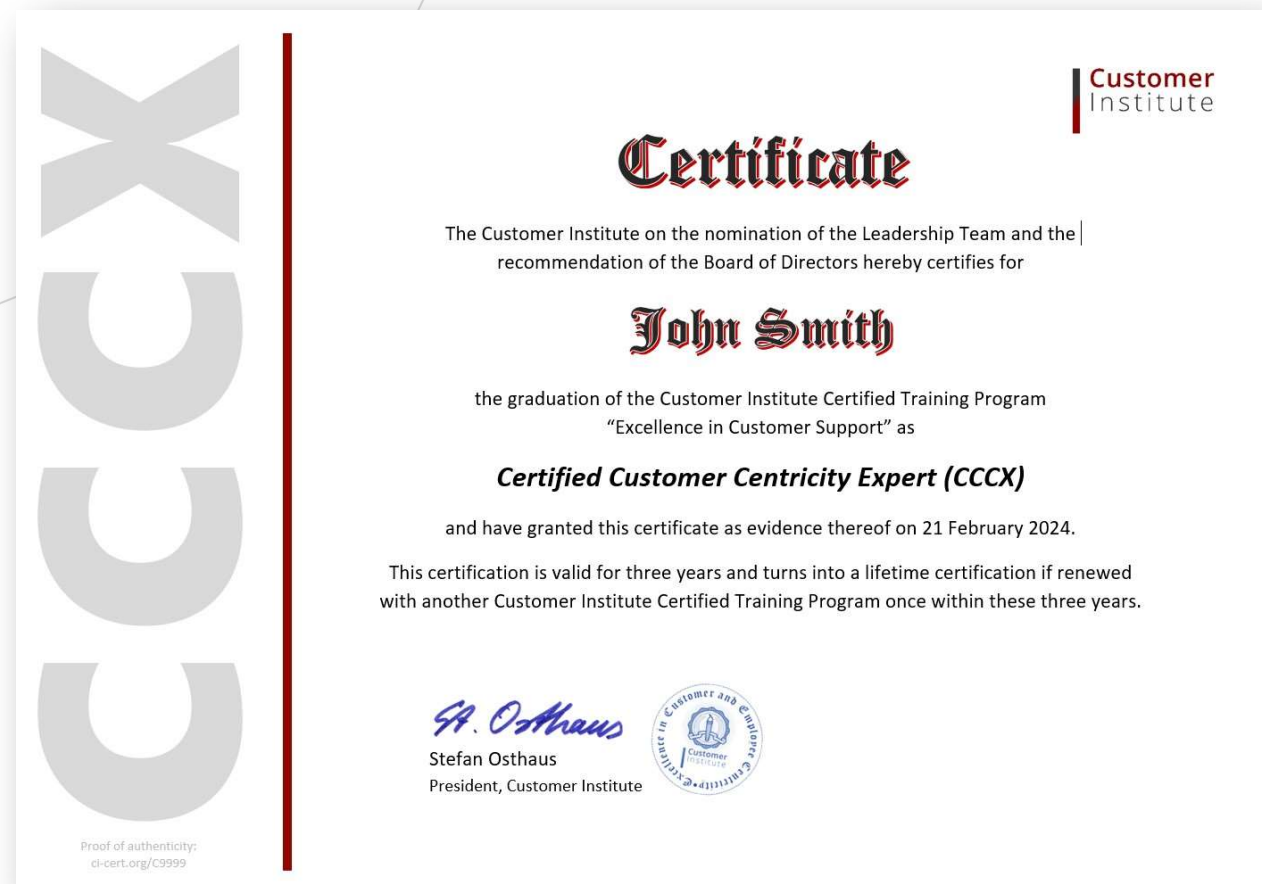 CCCX
Customer
Institute
Certificate
The Customer Institute on the nomination of the Leadership Team and the
recommendation of the Board of Directors hereby certifies for
John Smith
the graduation of the Customer Institute Certified Training Program
“Excellence in Customer Support” as
Certified Customer Centricity Expert (CCCX)
and have granted this certificate as evidence thereof on 21 February 2024.
This certification is valid for three years and turns into a lifetime certification if renewed
with another Customer Institute Certified Training Program once within these three years.
St. Osthaus
Stefan Osthaus
President, Customer Institute
Excellence in Customer and Employee Centricity
Customer
Institute
Proof of authenticity:
ci-cert.org/C9999